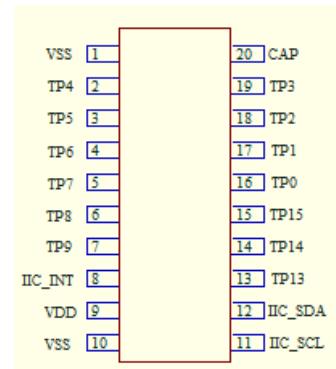 VSS 1 20 CAP
TP4 2 19 TP3
TP5 3 18 TP2
TP6 4 17 TP1
TP7 5 16 TP0
TP8 6 15 TP15
TP9 7 14 TP14
IIC_INT 8 13 TP13
VDD 9 12 IIC_SDA
VSS 10 11 IIC_SCL